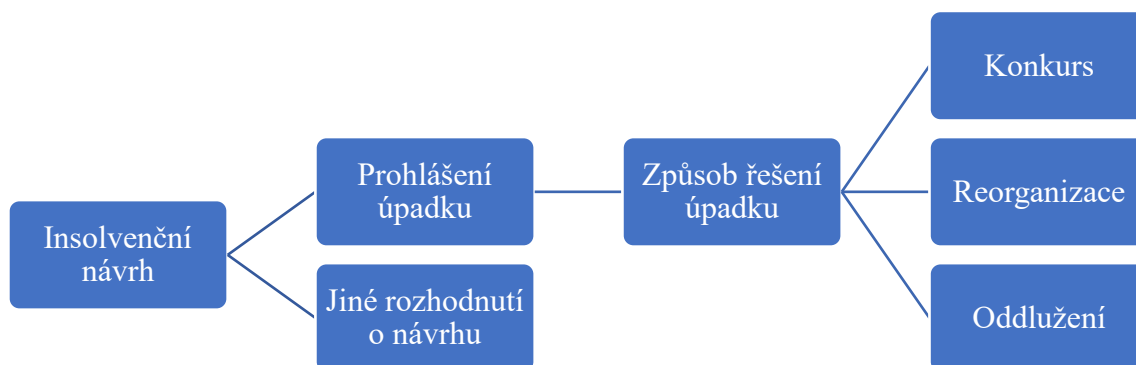 Insolvenční
návrh
Prohlášení
úpadku
Jiné rozhodnutí
o návrhu
Způsob řešení
úpadku
Konkurs
Reorganizace
Oddlužení